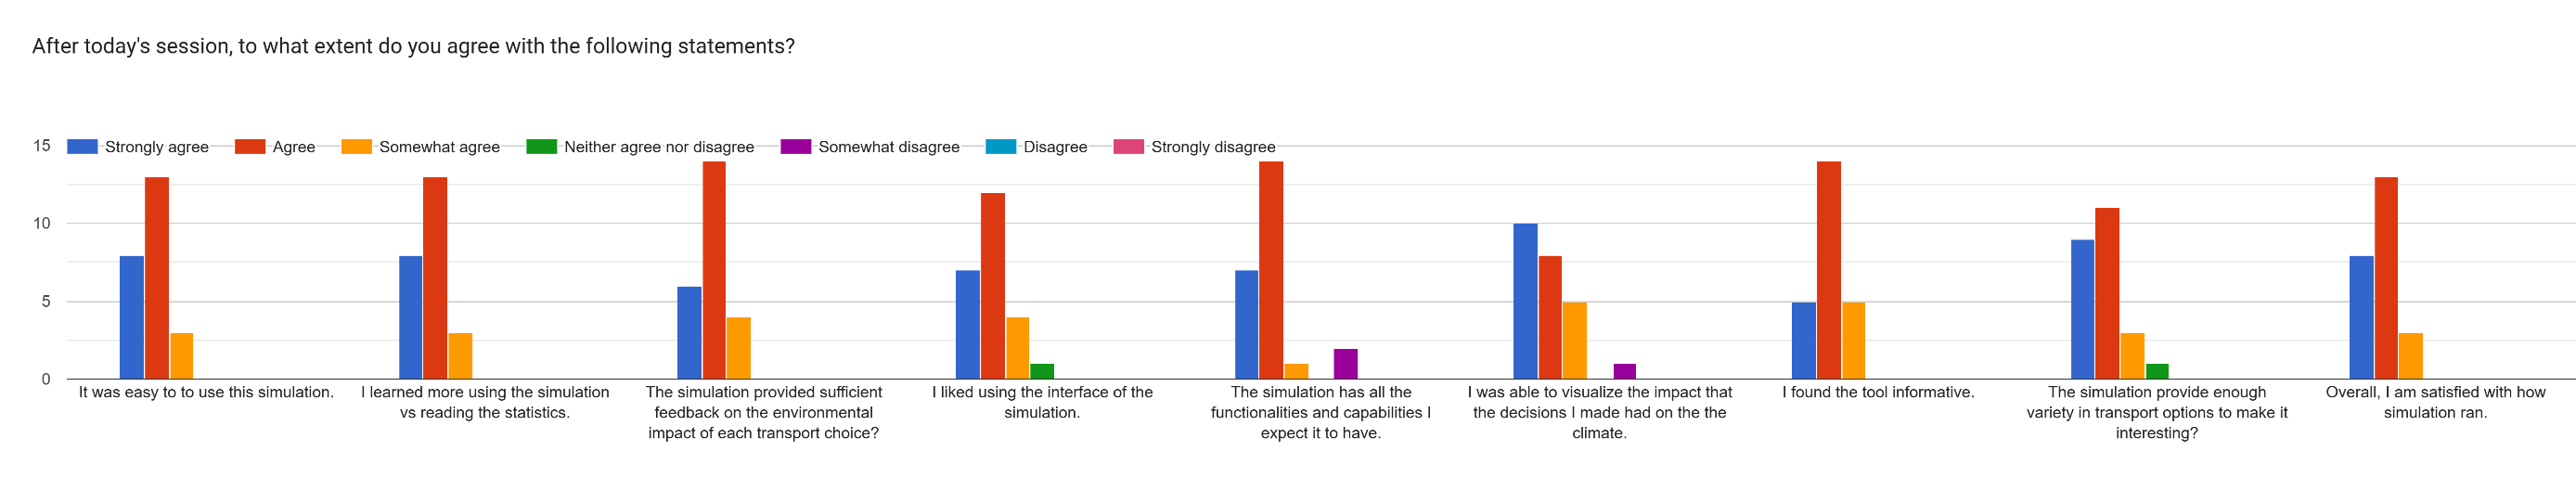 After today's session, to what extent do you agree with the following statements?
15
Strongly agree
Agree
Somewhat agree
Neither agree nor disagree
Somewhat disagree
Disagree
Strongly disagree
10
5
0
It was easy to to use this simulation.
I learned more using the simulation
vs reading the statistics.
The simulation provided sufficient
feedback on the environmental
impact of each transport choice?
I liked using the interface of the
simulation.
The simulation has all the
functionalities and capabilities I
expect it to have.
I was able to visualize the impact that
the decisions I made had on the the
climate.
I found the tool informative.
The simulation provide enough
variety in transport options to make it
interesting?
Overall, I am satisfied with how
simulation ran.